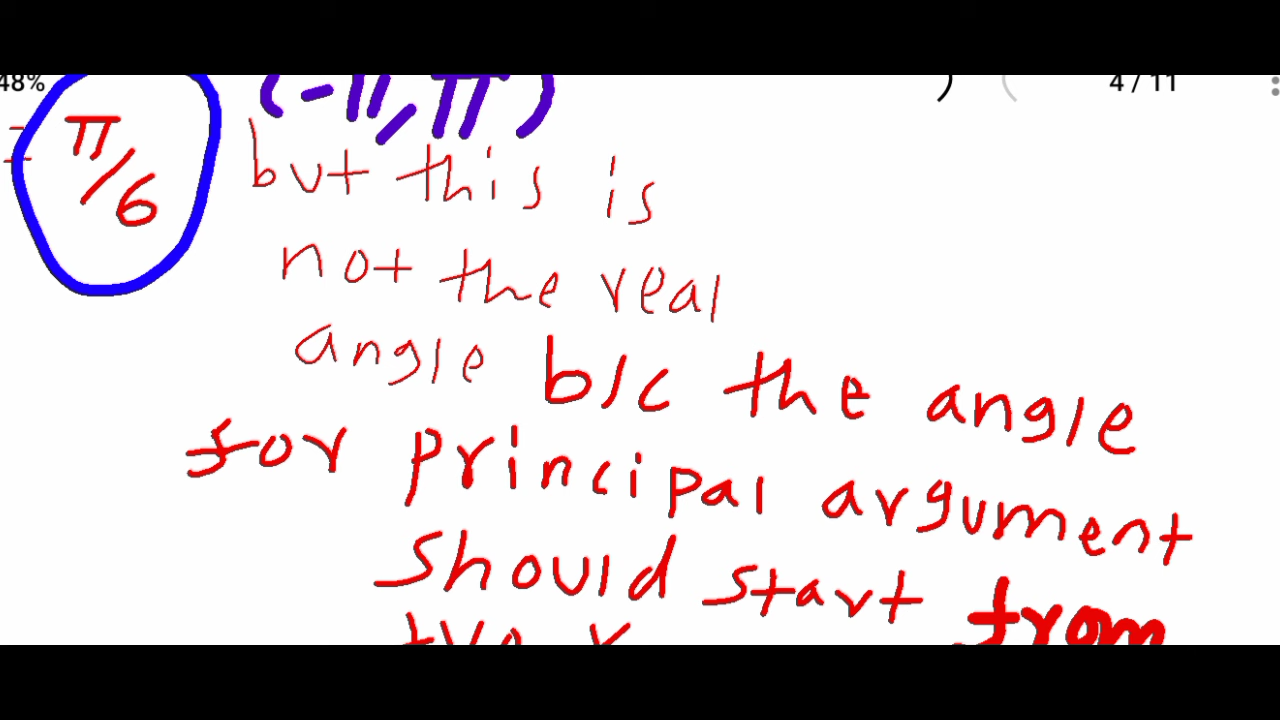 48% (-π,π) 4 / 11
= π/6
but this is
not the real
angle b/c the angle
for principal argument
should start from